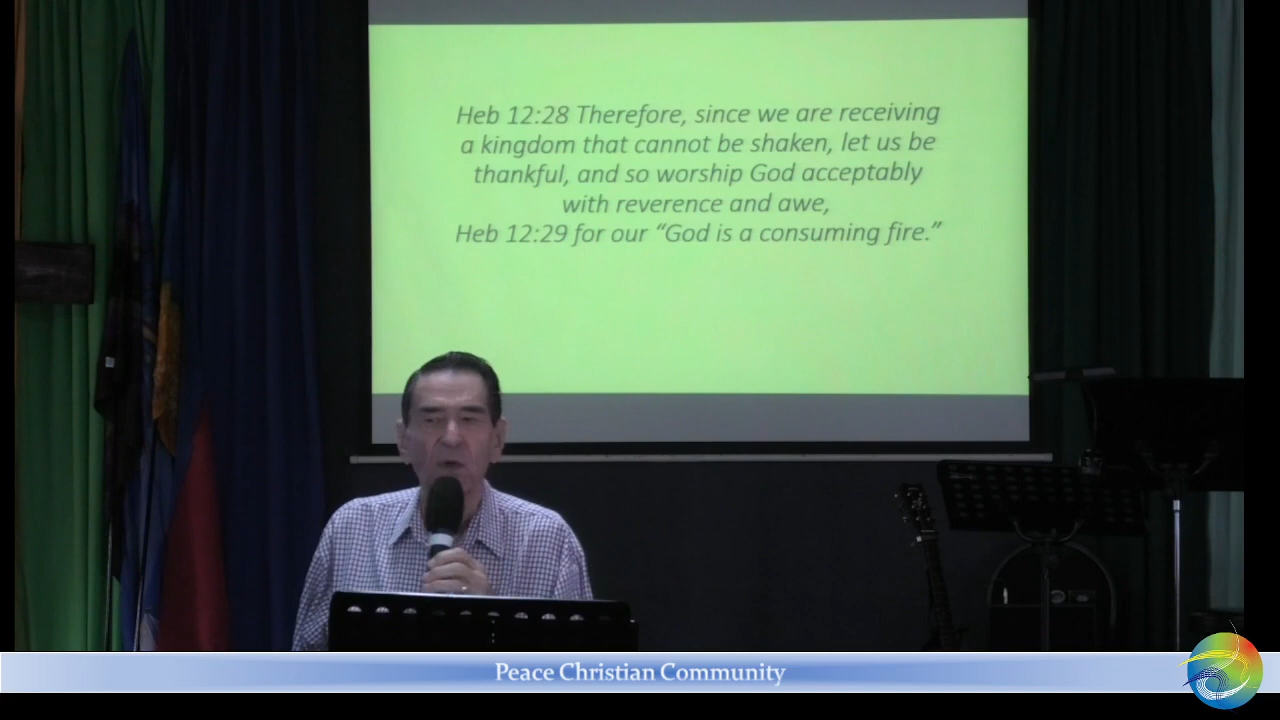 Heb 12:28 Therefore, since we are receiving
a kingdom that cannot be shaken, let us be
thankful, and so worship God acceptably
with reverence and awe,
Heb 12:29 for our “God is a consuming fire.”
Peace Christian Community